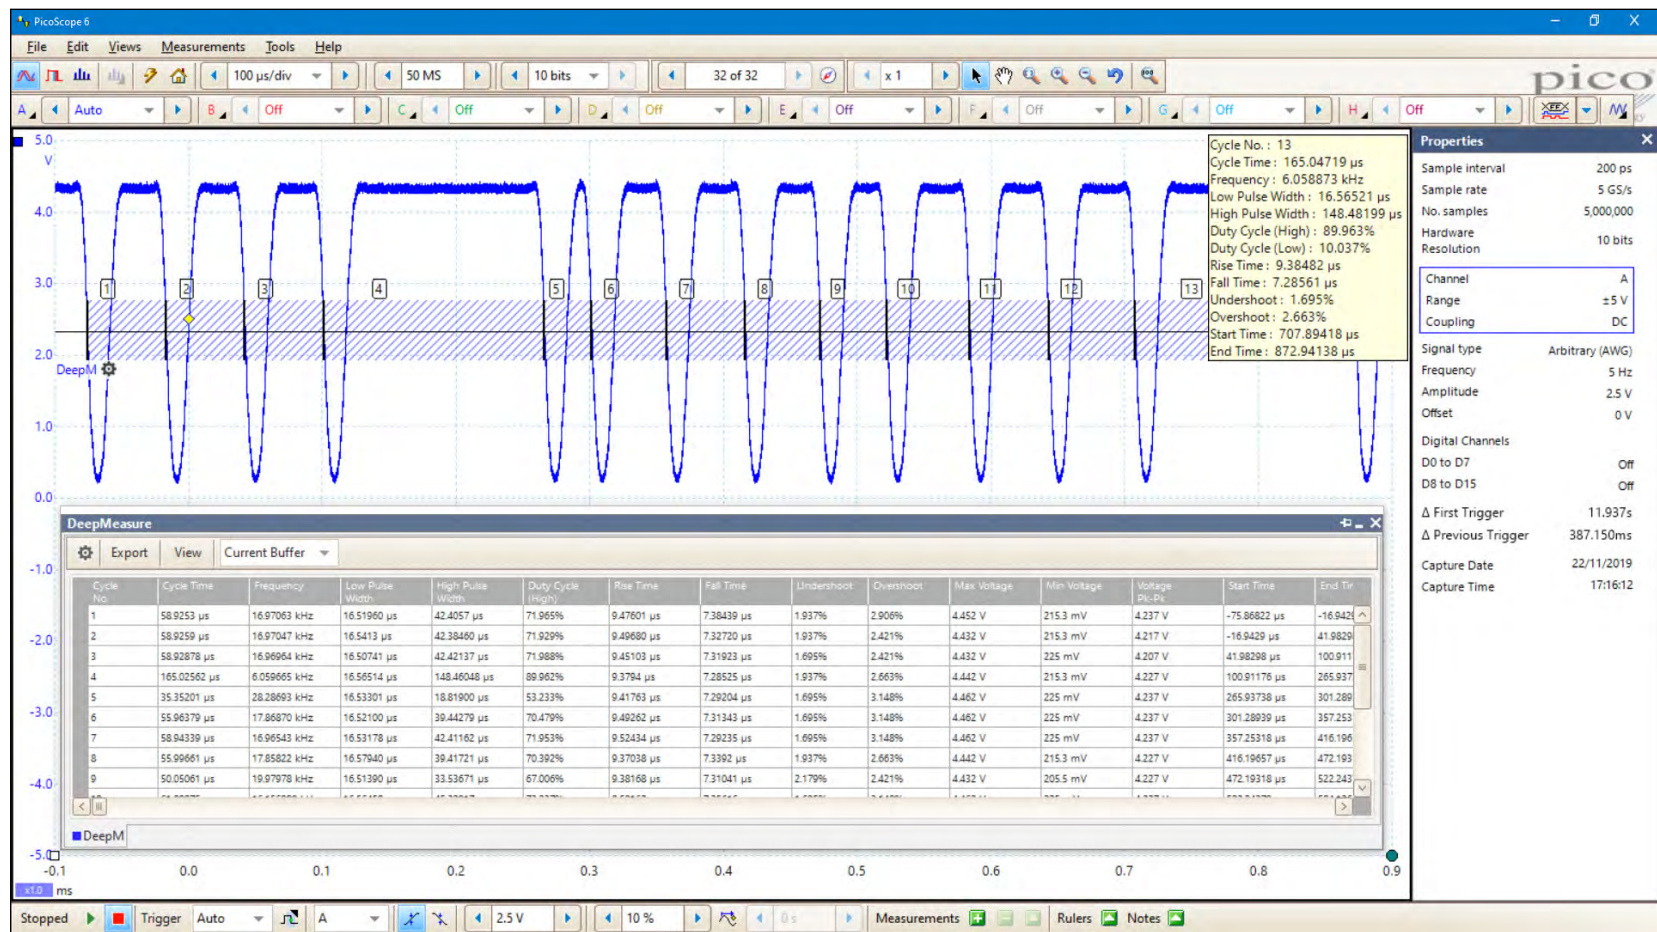 PicoScope 6
File Edit Views Measurements Tools Help
100 µs/div 50 MS 10 bits 32 of 32 x 1
pico
A Auto B Off C Off D Off E Off F Off G Off H Off
5.0
V
4.0
3.0
2.0
1.0
0.0
-1.0
-2.0
-3.0
-4.0
-5.0
1 2 3 4 5 6 7 8 9 10 11 12 13
DeepM
Cycle No. : 13
Cycle Time : 165.04719 µs
Frequency : 6.058873 kHz
Low Pulse Width : 16.56521 µs
High Pulse Width : 148.48199 µs
Duty Cycle (High) : 89.963%
Duty Cycle (Low) : 10.037%
Rise Time : 9.38482 µs
Fall Time : 7.28561 µs
Undershoot : 1.695%
Overshoot : 2.663%
Start Time : 707.89418 µs
End Time : 872.94138 µs
Properties
Sample interval 200 ps
Sample rate 5 GS/s
No. samples 5,000,000
Hardware
Resolution 10 bits
Channel A
Range ±5 V
Coupling DC
Signal type Arbitrary (AWG)
Frequency 5 Hz
Amplitude 2.5 V
Offset 0 V
Digital Channels
D0 to D7 Off
D8 to D15 Off
Δ First Trigger 11.937s
Δ Previous Trigger 387.150ms
Capture Date 22/11/2019
Capture Time 17:16:12
DeepMeasure
Export View Current Buffer
Cycle No. Cycle Time Frequency Low Pulse Width High Pulse Width Duty Cycle (High) Rise Time Fall Time Undershoot Overshoot Max Voltage Min Voltage Voltage Pk-Pk Start Time End Tir
1 58.9253 µs 16.97063 kHz 16.51960 µs 42.4057 µs 71.965% 9.47601 µs 7.38439 µs 1.937% 2.906% 4.452 V 215.3 mV 4.237 V -75.86822 µs -16.9429
2 58.9259 µs 16.97047 kHz 16.5413 µs 42.38460 µs 71.929% 9.49680 µs 7.32720 µs 1.937% 2.421% 4.432 V 215.3 mV 4.217 V -16.9429 µs 41.9829
3 58.92878 µs 16.96964 kHz 16.50741 µs 42.42137 µs 71.988% 9.45103 µs 7.31923 µs 1.695% 2.421% 4.432 V 225 mV 4.207 V 41.98298 µs 100.911
4 165.02562 µs 6.059665 kHz 16.56514 µs 148.46048 µs 89.962% 9.3794 µs 7.28525 µs 1.937% 2.663% 4.442 V 215.3 mV 4.227 V 100.91176 µs 265.937
5 35.35201 µs 28.28693 kHz 16.53301 µs 18.81900 µs 53.233% 9.41763 µs 7.29204 µs 1.695% 3.148% 4.462 V 225 mV 4.237 V 265.93738 µs 301.289
6 55.96379 µs 17.86870 kHz 16.52100 µs 39.44279 µs 70.479% 9.49262 µs 7.31343 µs 1.695% 3.148% 4.462 V 225 mV 4.237 V 301.28939 µs 357.253
7 58.94339 µs 16.96543 kHz 16.53178 µs 42.41162 µs 71.953% 9.52434 µs 7.29235 µs 1.695% 3.148% 4.462 V 225 mV 4.237 V 357.25318 µs 416.196
8 55.99661 µs 17.85822 kHz 16.57940 µs 39.41721 µs 70.392% 9.37038 µs 7.3392 µs 1.937% 2.663% 4.442 V 215.3 mV 4.227 V 416.19657 µs 472.193
9 50.05061 µs 19.97978 kHz 16.51390 µs 33.53671 µs 67.006% 9.38168 µs 7.31041 µs 2.179% 2.421% 4.432 V 205.5 mV 4.227 V 472.19318 µs 522.243
DeepM
-0.1 0.0 0.1 0.2 0.3 0.4 0.5 0.6 0.7 0.8 0.9
x1.0 ms
Stopped Trigger Auto A 2.5 V 10 % 0 s Measurements Rulers Notes